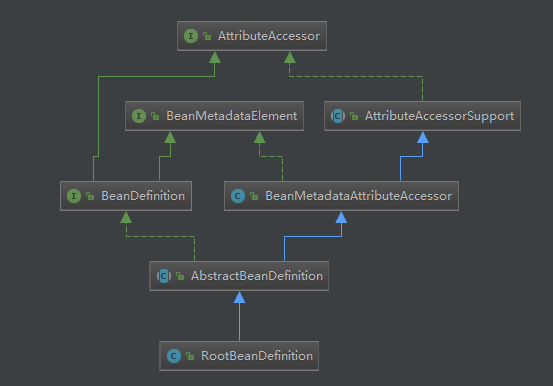 I AttributeAccessor
I BeanMetadataElement
C AttributeAccessorSupport
I BeanDefinition
C BeanMetadataAttributeAccessor
C AbstractBeanDefinition
C RootBeanDefinition